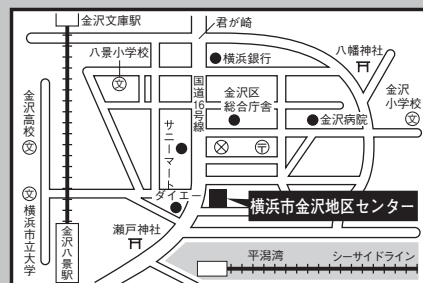 金沢文庫駅
君が崎
八景小学校
文
横浜銀行
八幡神社
国道16号線
金沢区
総合庁舎
金沢
小学校
文
金沢高校
文
サニーマート
金沢病院
文
横浜市立大学
ダイエー
横浜市金沢地区センター
瀬戸神社
金沢八景駅
平潟湾
シーサイドライン